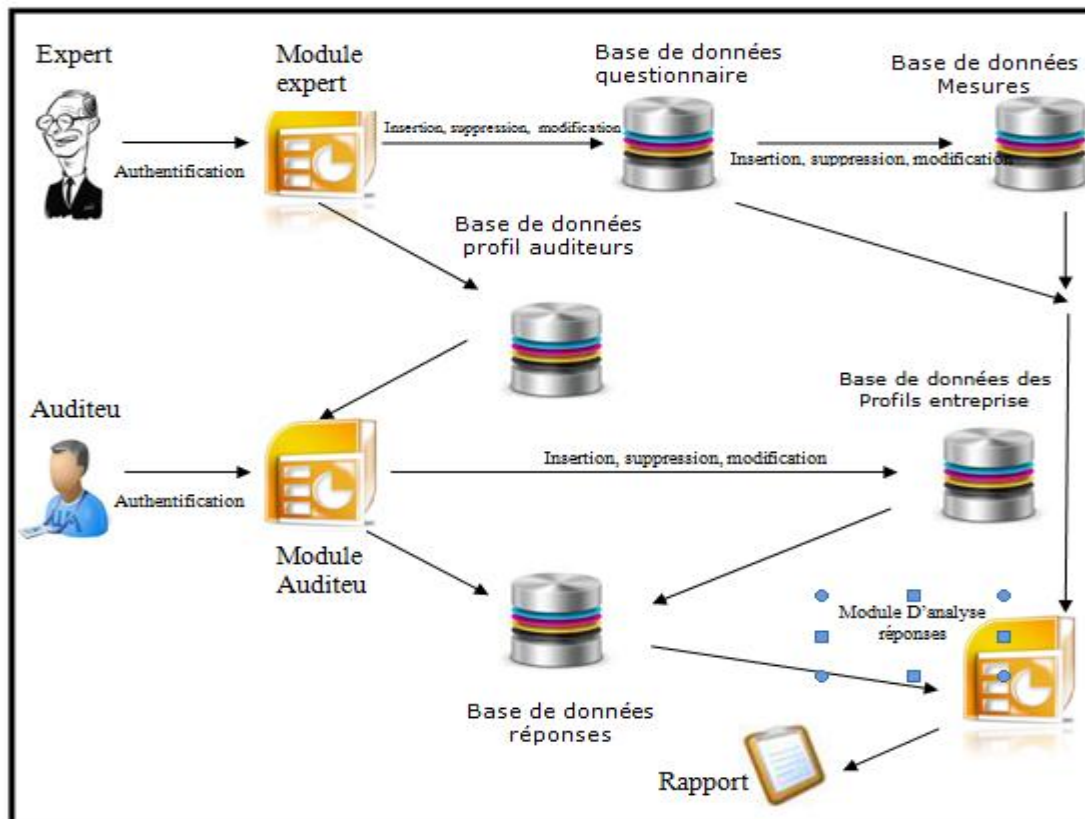 Expert
Module
expert
Base de données
questionnaire
Base de données
Mesures
Insertion, suppression, modification
Insertion, suppression, modification
Authentification
Base de données
profil auditeurs
Base de données des
Profils entreprise
Auditeu
Insertion, suppression, modification
Authentification
Module
Auditeu
Module D'analyse
réponses
Base de données
réponses
Rapport